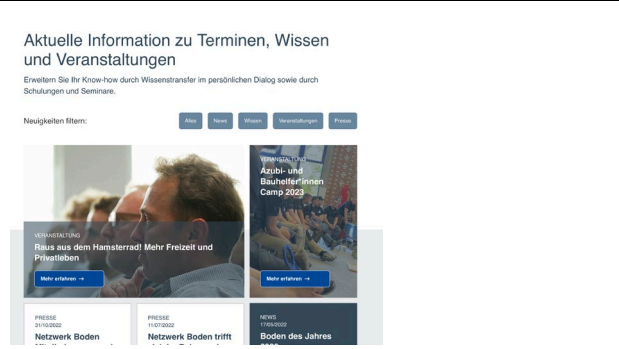 Aktuelle Information zu Terminen, Wissen
und Veranstaltungen
Erweitern Sie Ihr Know-how durch Wissenstransfer im persönlichen Dialog sowie durch
Schulungen und Seminare.
Neuigkeiten filtern:
Alles
News
Wissen
Veranstaltungen
Presse
VERANSTALTUNG
Raus aus dem Hamsterrad! Mehr Freizeit und
Privatleben
Mehr erfahren →
VERANSTALTUNG
Azubi- und
Bauhelfer*innen
Camp 2023
Mehr erfahren →
PRESSE
31/10/2022
Netzwerk Boden
PRESSE
11/07/2022
Netzwerk Boden trifft
NEWS
17/05/2022
Boden des Jahres